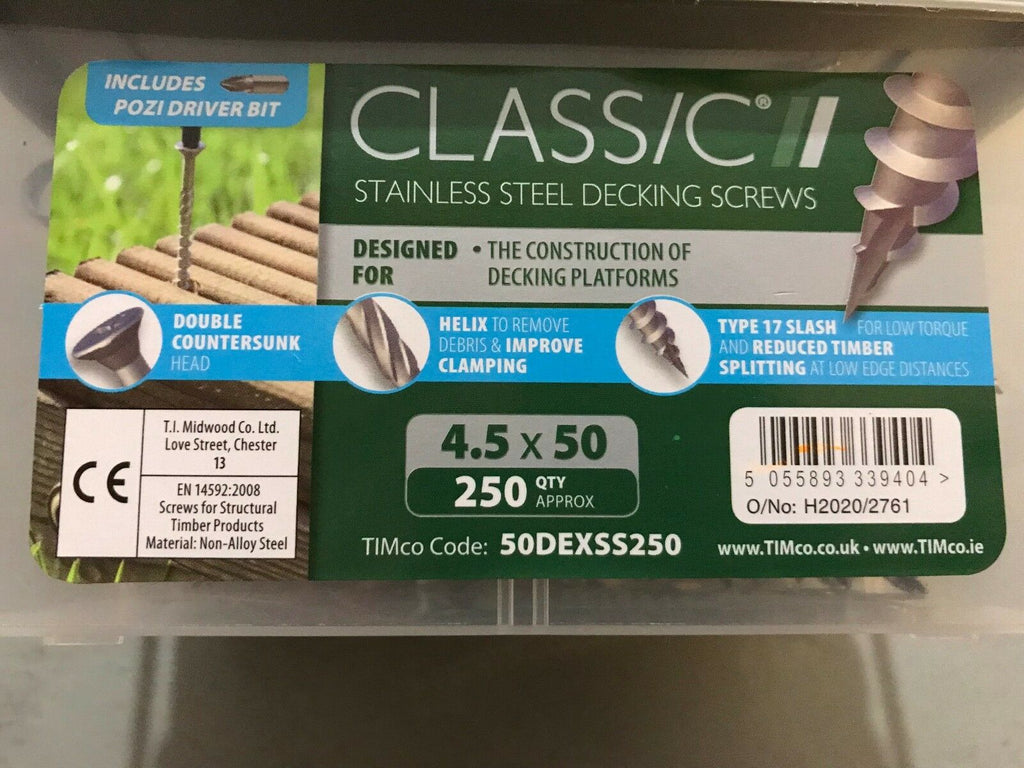 INCLUDES
POZI DRIVER BIT
CLASSIC®
STAINLESS STEEL DECKING SCREWS
DESIGNED
FOR
• THE CONSTRUCTION OF
DECKING PLATFORMS
DOUBLE
COUNTERSUNK
HEAD
HELIX TO REMOVE
DEBRIS & IMPROVE
CLAMPING
TYPE 17 SLASH FOR LOW TORQUE
AND REDUCED TIMBER
SPLITTING AT LOW EDGE DISTANCES
CE
T.I. Midwood Co. Ltd.
Love Street, Chester
13
EN 14592:2008
Screws for Structural
Timber Products
Material: Non-Alloy Steel
4.5 x 50
250 QTY
APPROX
TIMco Code: 50DEXSS250
5 055893 339404 >
O/No: H2020/2761
www.TIMco.co.uk • www.TIMco.ie